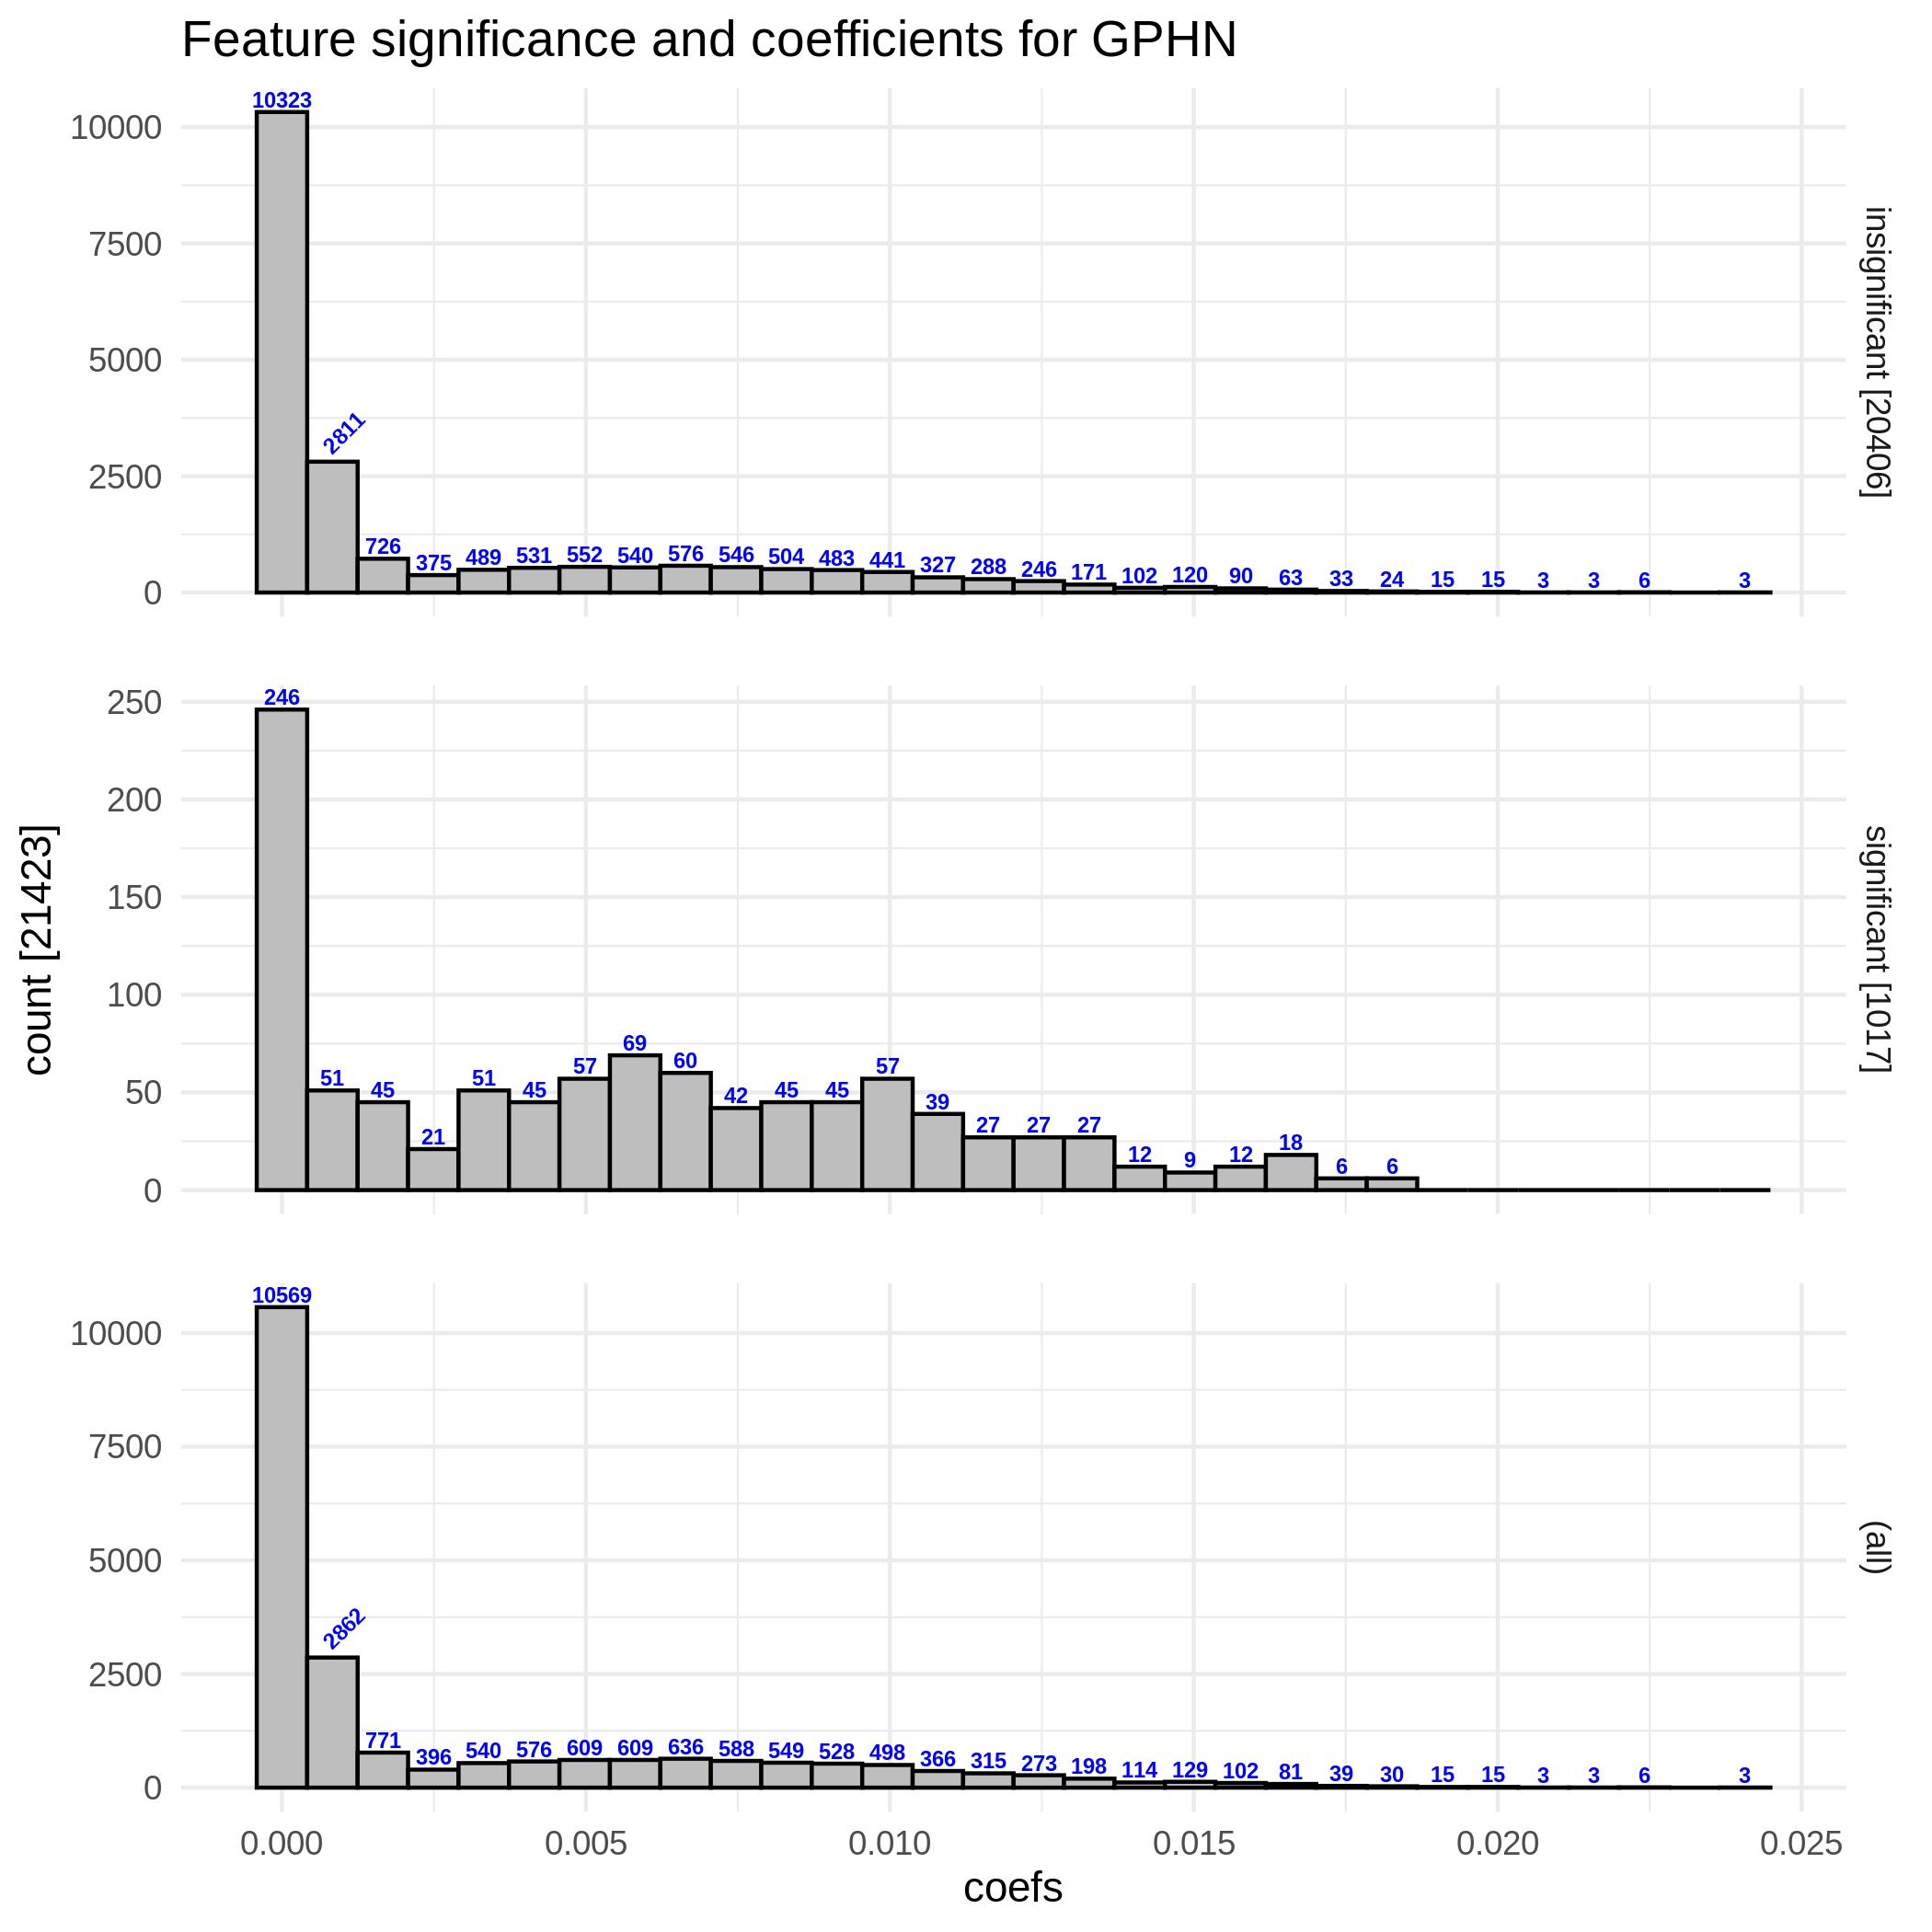 Feature significance and coefficients for GPHN
10323
10000
7500
5000
2500
0
2811
726 375 489 531 552 540 576 546 504 483 441 327 288 246 171 102 120 90 63 33 24 15 15 3 3 6 3
insignificant [20406]
count [21423]
246
250
200
150
100
50
0
51 45 21 51 45 57 69 60 42 45 45 57 39 27 27 27 12 9 12 18 6 6
significant [1017]
10569
10000
7500
5000
2500
0
2862
771 396 540 576 609 609 636 588 549 528 498 366 315 273 198 114 129 102 81 39 30 15 15 3 3 6 3
(all)
0.000 0.005 0.010 0.015 0.020 0.025
coefs